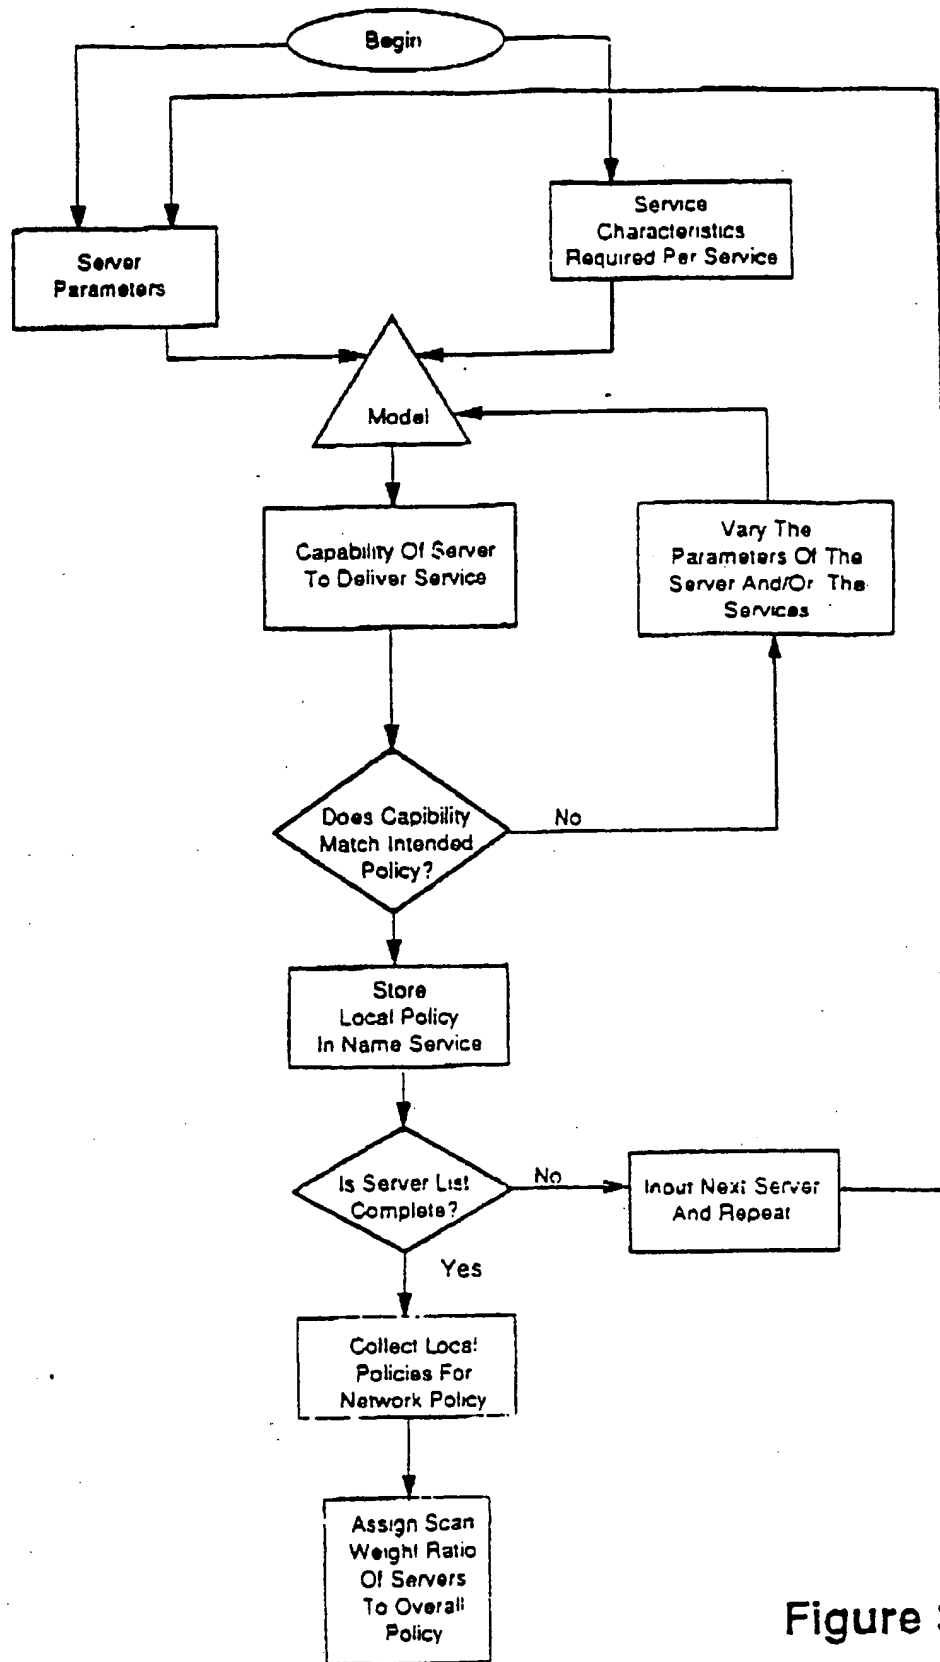 Begin
Service
Characteristics
Required Per Service
Server
Parameters
Model
Capability Of Server
To Deliver Service
Vary The
Parameters Of The
Server And/Or The
Services
Does Capibility
Match Intended
Policy?
No
Store
Local Policy
In Name Service
Is Server List
Complete?
No
Input Next Server
And Repeat
Yes
Collect Local
Policies For
Network Policy
Assign Scan
Weight Ratio
Of Servers
To Overall
Policy
Figure